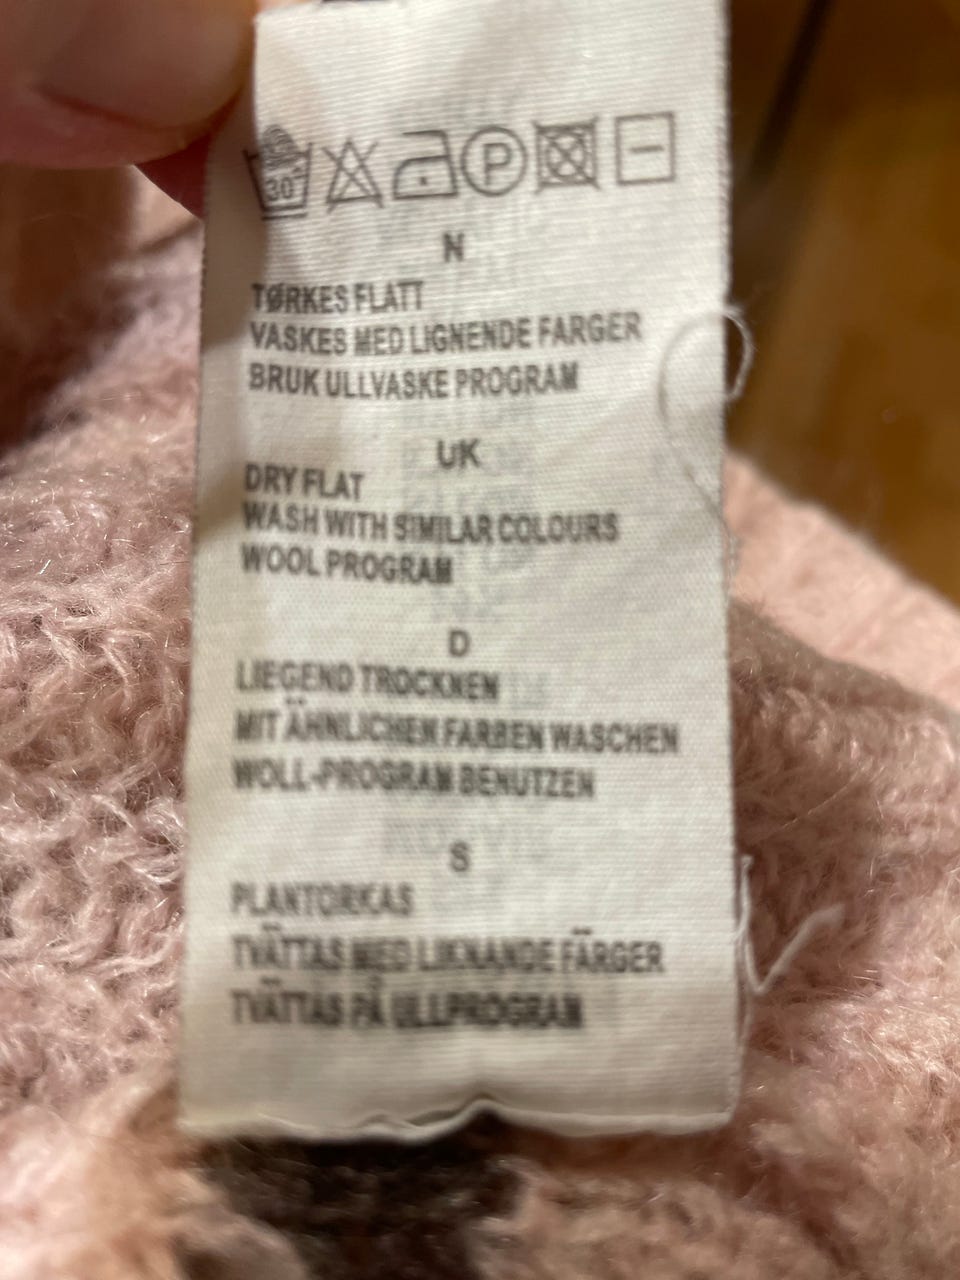 30°
P
N
TØRKES FLATT
VASKES MED LIGNENDE FARGER
BRUK ULLVASKE PROGRAM
UK
DRY FLAT
WASH WITH SIMILAR COLOURS
WOOL PROGRAM
D
LIEGEND TROCKNEN
MIT ÄHNLICHEN FARBEN WASCHEN
WOLL-PROGRAM BENUTZEN
S
PLANTORKAS
TVÄTTAS MED LIKNANDE FÄRGER
TVÄTTAS PÅ ULLPROGRAM